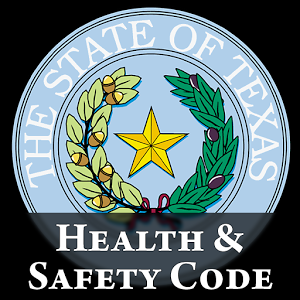 THE STATE OF TEXAS
HEALTH &
SAFETY CODE